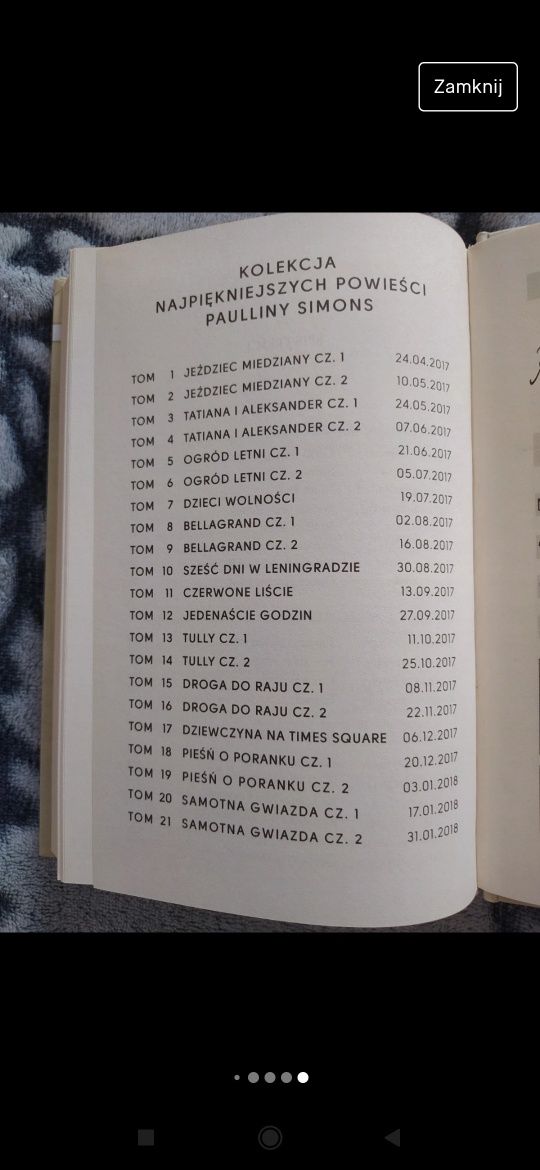 Zamknij
KOLEKCJA
NAJPIĘKNIEJSZYCH POWIEŚCI
PAULLINY SIMONS
TOM 1 JEŹDZIEC MIEDZIANY CZ. 1 24.04.2017
TOM 2 JEŹDZIEC MIEDZIANY CZ. 2 10.05.2017
TOM 3 TATIANA I ALEKSANDER CZ. 1 24.05.2017
TOM 4 TATIANA I ALEKSANDER CZ. 2 07.06.2017
TOM 5 OGRÓD LETNI CZ. 1 21.06.2017
TOM 6 OGRÓD LETNI CZ. 2 05.07.2017
TOM 7 DZIECI WOLNOŚCI 19.07.2017
TOM 8 BELLAGRAND CZ. 1 02.08.2017
TOM 9 BELLAGRAND CZ. 2 16.08.2017
TOM 10 SZEŚĆ DNI W LENINGRADZIE 30.08.2017
TOM 11 CZERWONE LIŚCIE 13.09.2017
TOM 12 JEDENAŚCIE GODZIN 27.09.2017
TOM 13 TULLY CZ. 1 11.10.2017
TOM 14 TULLY CZ. 2 25.10.2017
TOM 15 DROGA DO RAJU CZ. 1 08.11.2017
TOM 16 DROGA DO RAJU CZ. 2 22.11.2017
TOM 17 DZIEWCZYNA NA TIMES SQUARE 06.12.2017
TOM 18 PIEŚŃ O PORANKU CZ. 1 20.12.2017
TOM 19 PIEŚŃ O PORANKU CZ. 2 03.01.2018
TOM 20 SAMOTNA GWIAZDA CZ. 1 17.01.2018
TOM 21 SAMOTNA GWIAZDA CZ. 2 31.01.2018